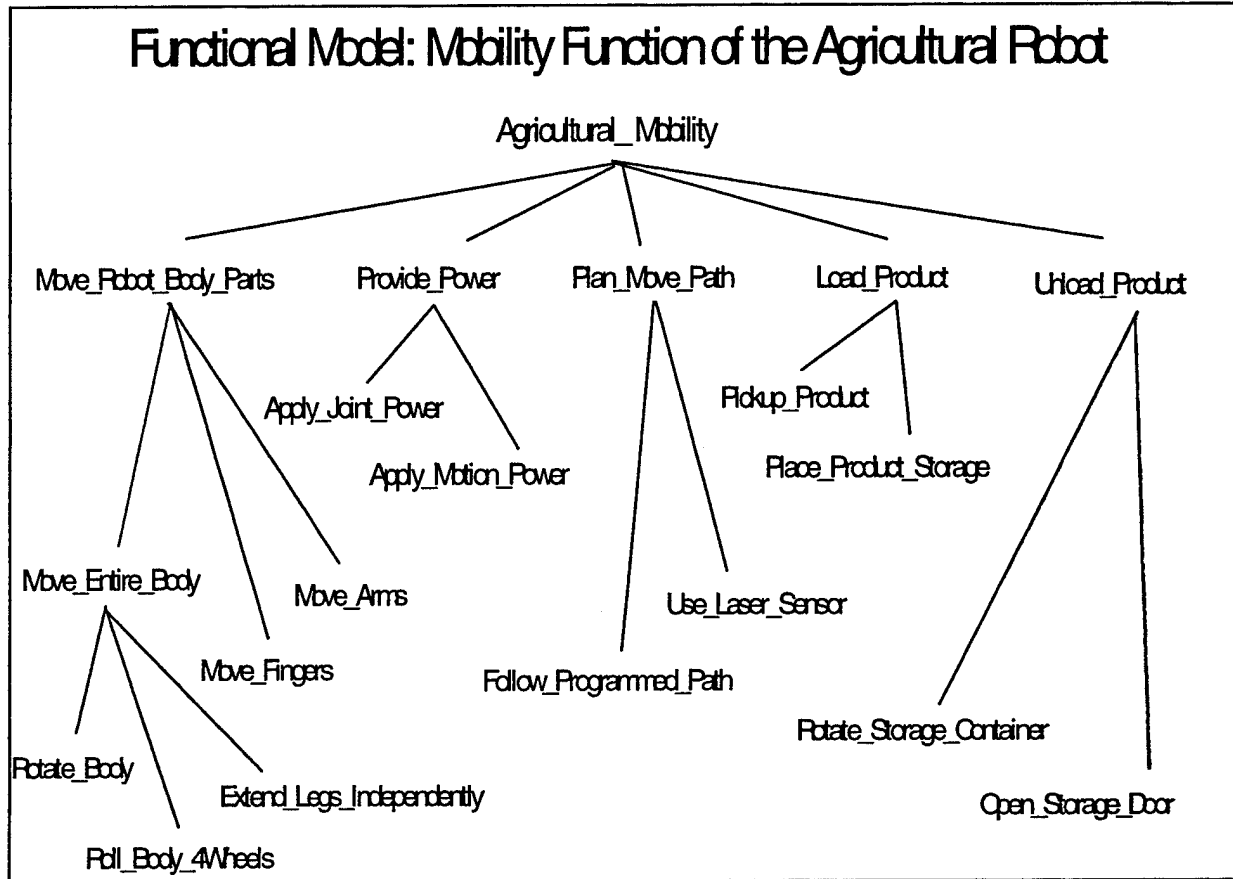 Functional Model: Mobility Function of the Agricultural Robot
Agricultural_Mobility
Move_Robot_Body_Parts
Provide_Power
Plan_Move_Path
Load_Product
Unload_Product
Apply_Joint_Power
Pickup_Product
Apply_Motion_Power
Place_Product_Storage
Move_Entire_Body
Move_Arms
Use_Laser_Sensor
Move_Fingers
Follow_Programmed_Path
Rotate_Storage_Container
Rotate_Body
Extend_Legs_Independently
Open_Storage_Door
Roll_Body_4Wheels